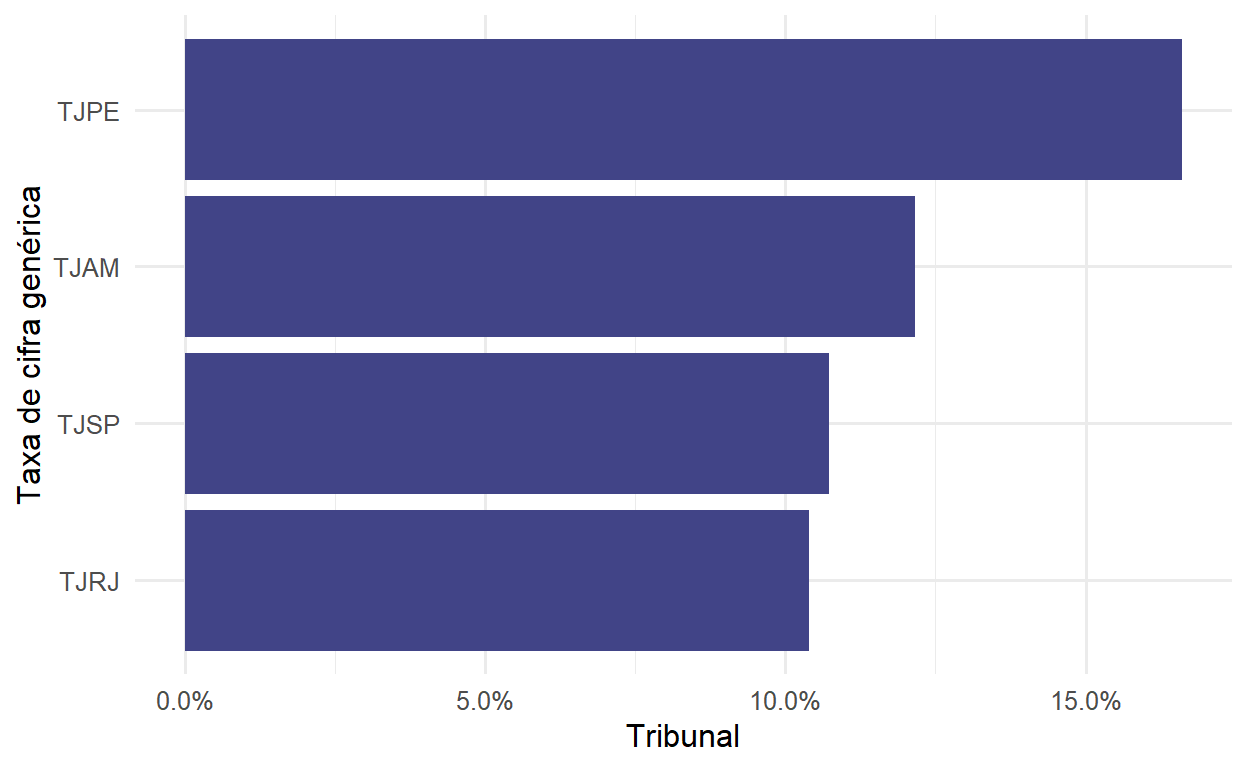 Taxa de cifra genérica
TJPE
TJAM
TJSP
TJRJ
0.0% 5.0% 10.0% 15.0%
Tribunal